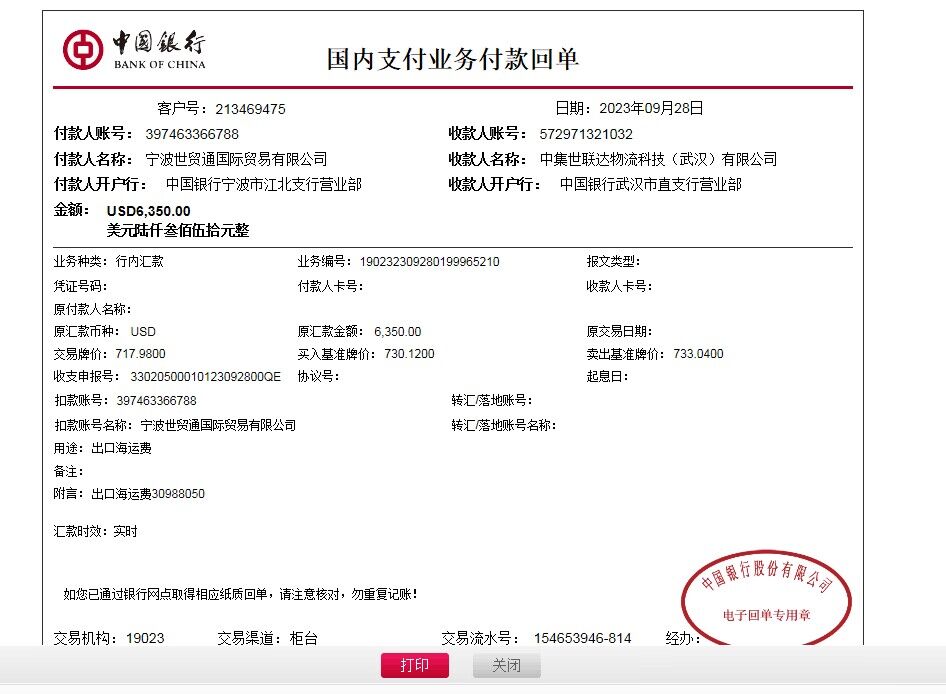 中国银行
BANK OF CHINA
国内支付业务付款回单
客户号：213469475 日期：2023年09月28日
付款人账号：397463366788 收款人账号：572971321032
付款人名称：宁波世贸通国际贸易有限公司 收款人名称：中集世联达物流科技（武汉）有限公司
付款人开户行：中国银行宁波市江北支行营业部 收款人开户行：中国银行武汉市直支行营业部
金额：USD6,350.00
美元陆仟叁佰伍拾元整
业务种类：行内汇款 业务编号：190232309280199965210 报文类型：
凭证号码： 付款人卡号： 收款人卡号：
原付款人名称：
原汇款币种：USD 原汇款金额：6,350.00 原交易日期：
交易牌价：717.9800 买入基准牌价：730.1200 卖出基准牌价：733.0400
收支申报号：33020500010123092800QE 协议号： 起息日：
扣款账号：397463366788 转汇/落地账号：
扣款账号名称：宁波世贸通国际贸易有限公司 转汇/落地账号名称：
用途：出口海运费
备注：
附言：出口海运费30988050
汇款时效：实时
如您已通过银行网点取得相应纸质回单，请注意核对，勿重复记账！
中国银行股份有限公司
电子回单专用章
交易机构：19023 交易渠道：柜台 交易流水号：154653946-814 经办：
打印 关闭